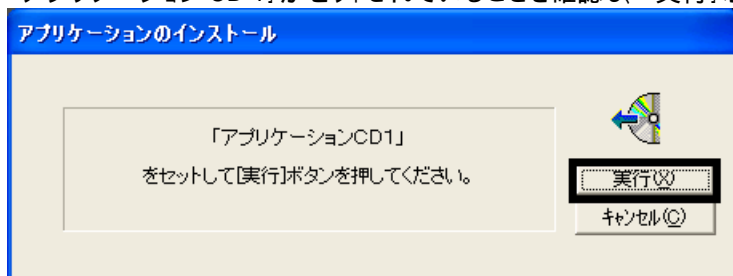 アプリケーションのインストール
「アプリケーションCD1」
をセットして[実行]ボタンを押してください。
実行(X)
キャンセル(C)